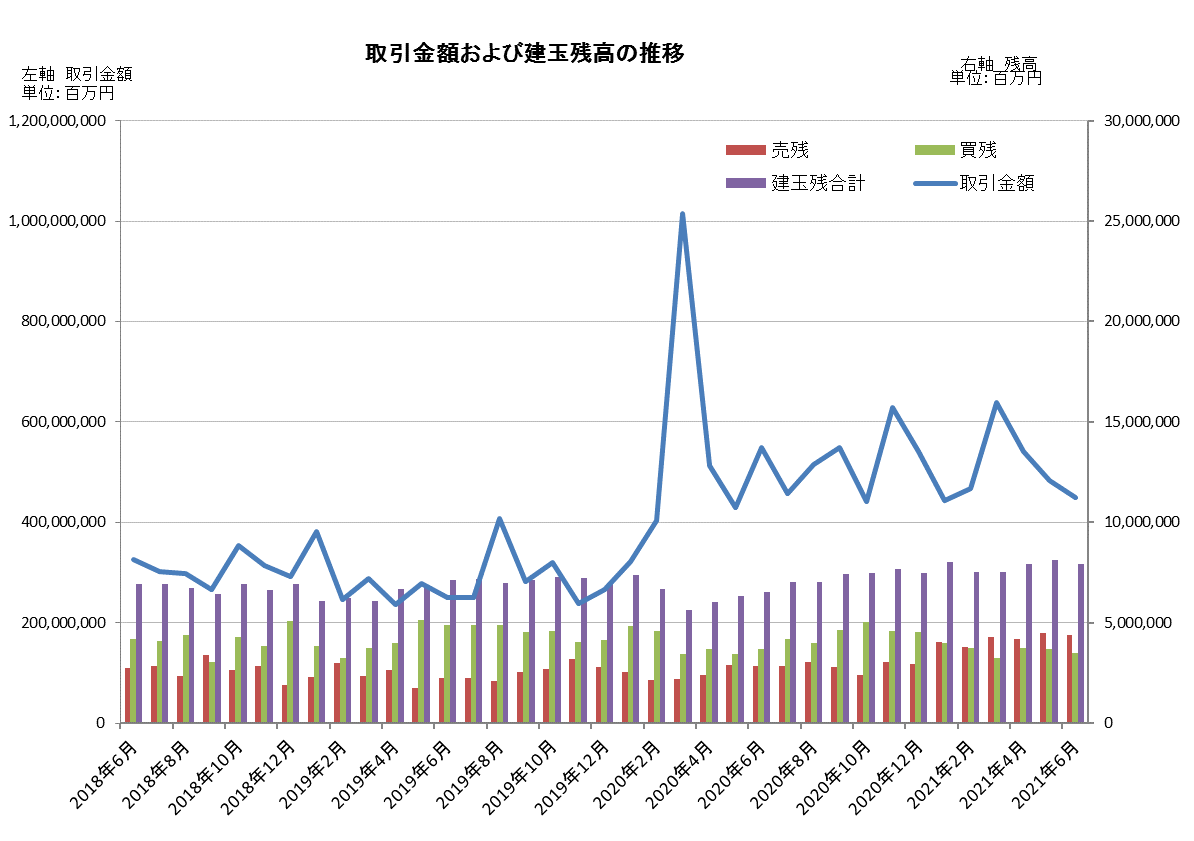 取引金額および建玉残高の推移
左軸 取引金額
単位: 百万円
右軸 残高
単位: 百万円
1,200,000,000
1,000,000,000
800,000,000
600,000,000
400,000,000
200,000,000
0
30,000,000
25,000,000
20,000,000
15,000,000
10,000,000
5,000,000
0
売残 買残
建玉残合計 取引金額
2018年6月
2018年8月
2018年10月
2018年12月
2019年2月
2019年4月
2019年6月
2019年8月
2019年10月
2019年12月
2020年2月
2020年4月
2020年6月
2020年8月
2020年10月
2020年12月
2021年2月
2021年4月
2021年6月